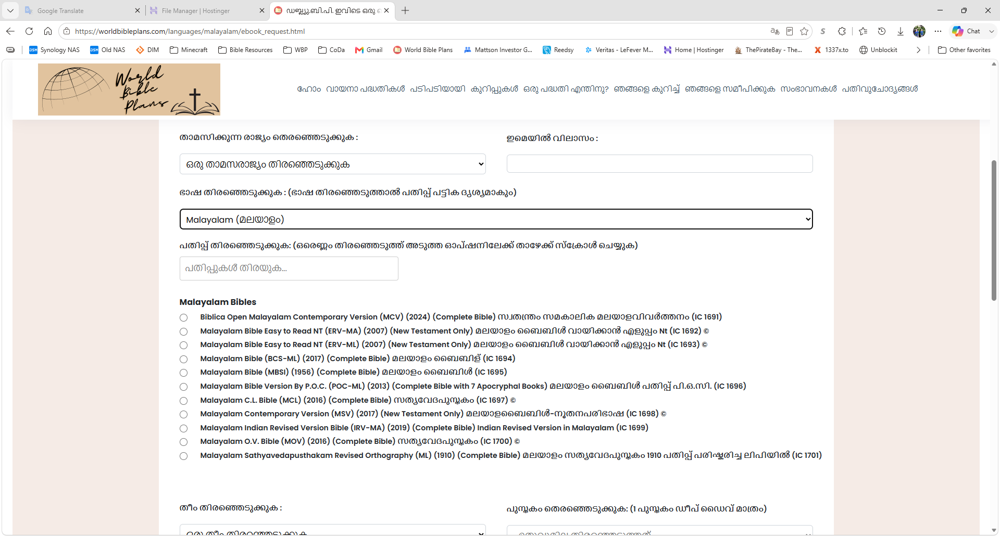 Google Translate
File Manager | Hostinger
ഡബ്ല്യു.ബി.പി. ഇവിടെ ഒരു
https://worldbibleplans.com/languages/malayalam/ebook_request.html
Chat
Synology NAS
Old NAS
DIM
Minecraft
Bible Resources
WBP
CoDa
Gmail
World Bible Plans
Mattson Investor G...
Reedsy
Veritas - LeFever M...
Home | Hostinger
ThePirateBay - The...
1337x.to
Unblockit
Other favorites
World
Bible
Plans
ഹോം വായനാ പദ്ധതികൾ പടിപടിയായി കുറിപ്പുകൾ ഒരു പദ്ധതി എന്തിനു? ഞങ്ങളെ കുറിച്ച് ഞങ്ങളെ സമീപിക്കുക സംഭാവനകൾ പതിവുചോദ്യങ്ങൾ
താമസിക്കുന്ന രാജ്യം തെരഞ്ഞെടുക്കുക :
ഇമെയിൽ വിലാസം :
ഒരു താമസരാജ്യം തിരഞ്ഞെടുക്കുക
ഭാഷ തിരഞ്ഞെടുക്കുക : (ഭാഷ തിരഞ്ഞെടുത്താൽ പതിപ്പ് പട്ടിക ദൃശ്യമാകും)
Malayalam (മലയാളം)
പതിപ്പ് തിരഞ്ഞെടുക്കുക: (ഒരെണ്ണം തിരഞ്ഞെടുത്ത് അടുത്ത ഓപ്ഷനിലേക്ക് താഴേക്ക് സ്ക്രോൾ ചെയ്യുക)
പതിപ്പുകൾ തിരയുക...
Malayalam Bibles
Biblica Open Malayalam Contemporary Version (MCV) (2024) (Complete Bible) സ്വതന്ത്രം സമകാലിക മലയാളവിവർത്തനം (IC 1691)
Malayalam Bible Easy to Read NT (ERV-MA) (2007) (New Testament Only) മലയാളം ബൈബിൾ വായിക്കാൻ എളുപ്പം Nt (IC 1692) ©
Malayalam Bible Easy to Read NT (ERV-ML) (2007) (New Testament Only) മലയാളം ബൈബിൾ വായിക്കാൻ എളുപ്പം Nt (IC 1693) ©
Malayalam Bible (BCS-ML) (2017) (Complete Bible) മലയാളം ബൈബിള് (IC 1694)
Malayalam Bible (MBSI) (1956) (Complete Bible) മലയാളം ബൈബിൾ (IC 1695)
Malayalam Bible Version By P.O.C. (POC-ML) (2013) (Complete Bible with 7 Apocryphal Books) മലയാളം ബൈബിൾ പതിപ്പ് പി.ഒ.സി. (IC 1696)
Malayalam C.L. Bible (MCL) (2016) (Complete Bible) സത്യവേദപുസ്തകം (IC 1697) ©
Malayalam Contemporary Version (MSV) (2017) (New Testament Only) മലയാളബൈബിൾ-നൂതനപരിഭാഷ (IC 1698) ©
Malayalam Indian Revised Version Bible (IRV-MA) (2019) (Complete Bible) Indian Revised Version in Malayalam (IC 1699)
Malayalam O.V. Bible (MOV) (2016) (Complete Bible) സത്യവേദപുസ്തകം (IC 1700) ©
Malayalam Sathyavedapusthakam Revised Orthography (ML) (1910) (Complete Bible) മലയാളം സത്യവേദപുസ്തകം 1910 പതിപ്പ് പരിഷ്കരിച്ച ലിപിയിൽ (IC 1701)
തീം തിരഞ്ഞെടുക്കുക :
പുസ്തകം തെരഞ്ഞെടുക്കുക: (1 പുസ്തകം ഡീപ് ഡൈവ് മാത്രം)
ഒരു തീം തിരഞ്ഞെടുക്കുക